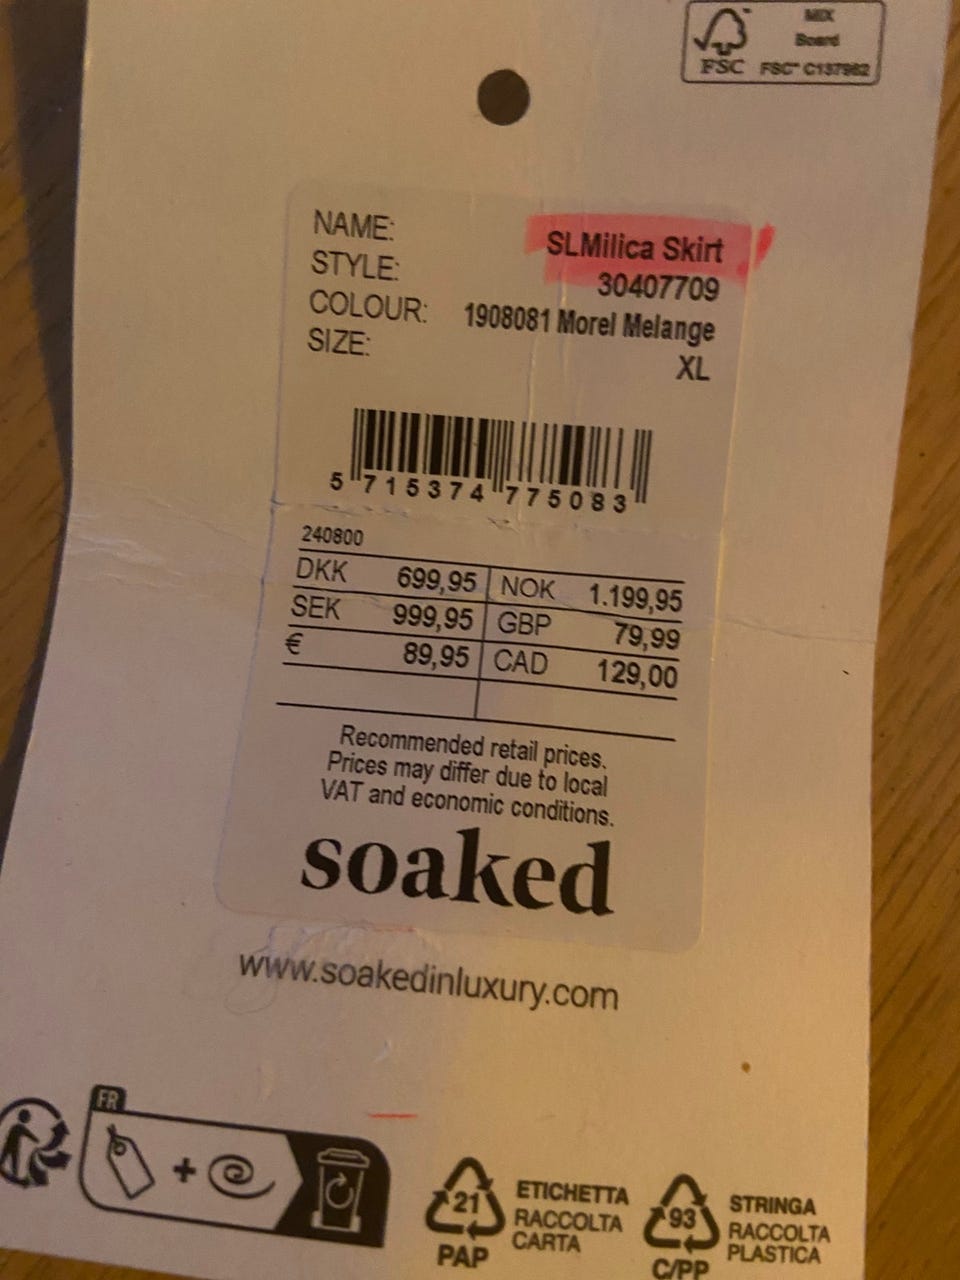 MIX
Board
FSC FSC™ C137982
NAME: SLMilica Skirt
STYLE: 30407709
COLOUR: 1908081 Morel Melange
SIZE: XL
5 715374 775083
240800
DKK 699,95 NOK 1.199,95
SEK 999,95 GBP 79,99
€ 89,95 CAD 129,00
Recommended retail prices.
Prices may differ due to local
VAT and economic conditions.
soaked
www.soakedinluxury.com
FR
+
21 ETICHETTA
RACCOLTA
CARTA
PAP
93 STRINGA
RACCOLTA
PLASTICA
C/PP